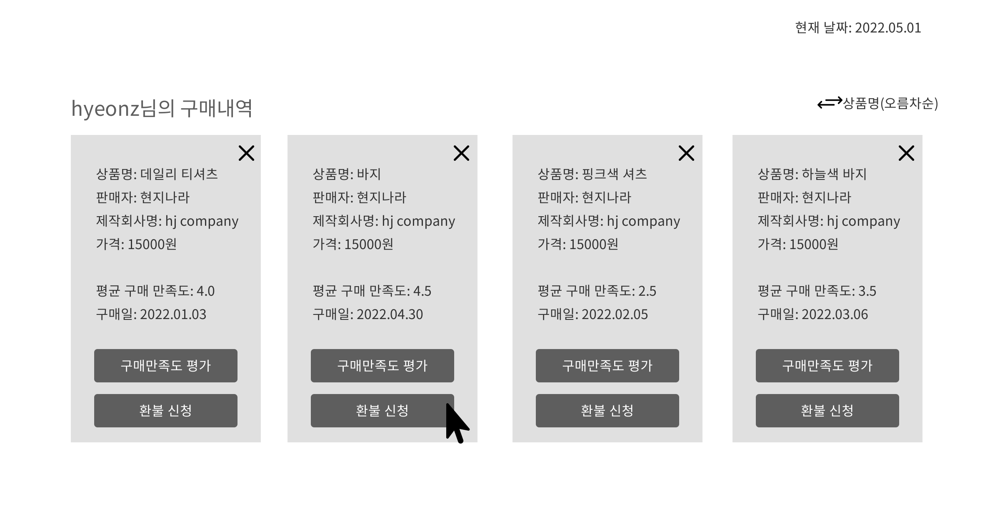 현재 날짜: 2022.05.01
hyeonz님의 구매내역
상품명(오름차순)
상품명: 데일리 티셔츠
판매자: 현지나라
제작회사명: hj company
가격: 15000원
평균 구매 만족도: 4.0
구매일: 2022.01.03
구매만족도 평가
환불 신청
상품명: 바지
판매자: 현지나라
제작회사명: hj company
가격: 15000원
평균 구매 만족도: 4.5
구매일: 2022.04.30
구매만족도 평가
환불 신청
상품명: 핑크색 셔츠
판매자: 현지나라
제작회사명: hj company
가격: 15000원
평균 구매 만족도: 2.5
구매일: 2022.02.05
구매만족도 평가
환불 신청
상품명: 하늘색 바지
판매자: 현지나라
제작회사명: hj company
가격: 15000원
평균 구매 만족도: 3.5
구매일: 2022.03.06
구매만족도 평가
환불 신청